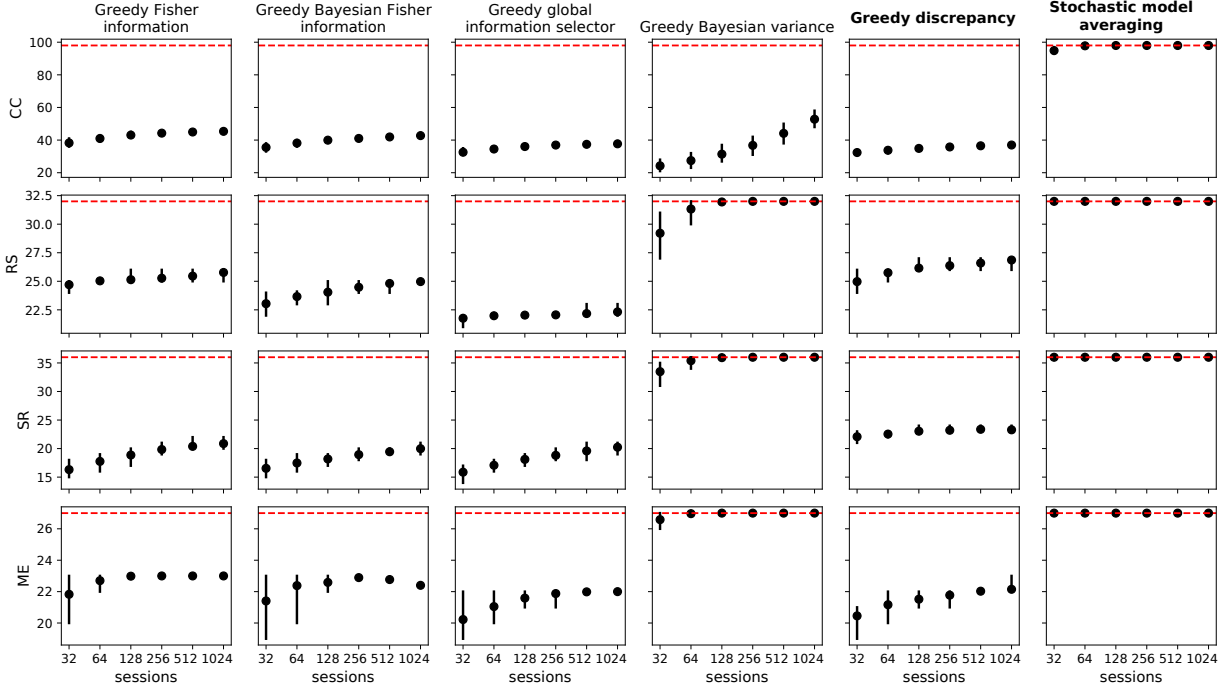 Greedy Fisher
information
Greedy Bayesian Fisher
information
Greedy global
information selector
Greedy Bayesian variance
Greedy discrepancy
Stochastic model
averaging
CC
100
80
60
40
20
RS
32.5
30.0
27.5
25.0
22.5
SR
35
30
25
20
15
ME
26
24
22
20
32 64 128 256 512 1024
32 64 128 256 512 1024
32 64 128 256 512 1024
32 64 128 256 512 1024
32 64 128 256 512 1024
32 64 128 256 512 1024
sessions
sessions
sessions
sessions
sessions
sessions